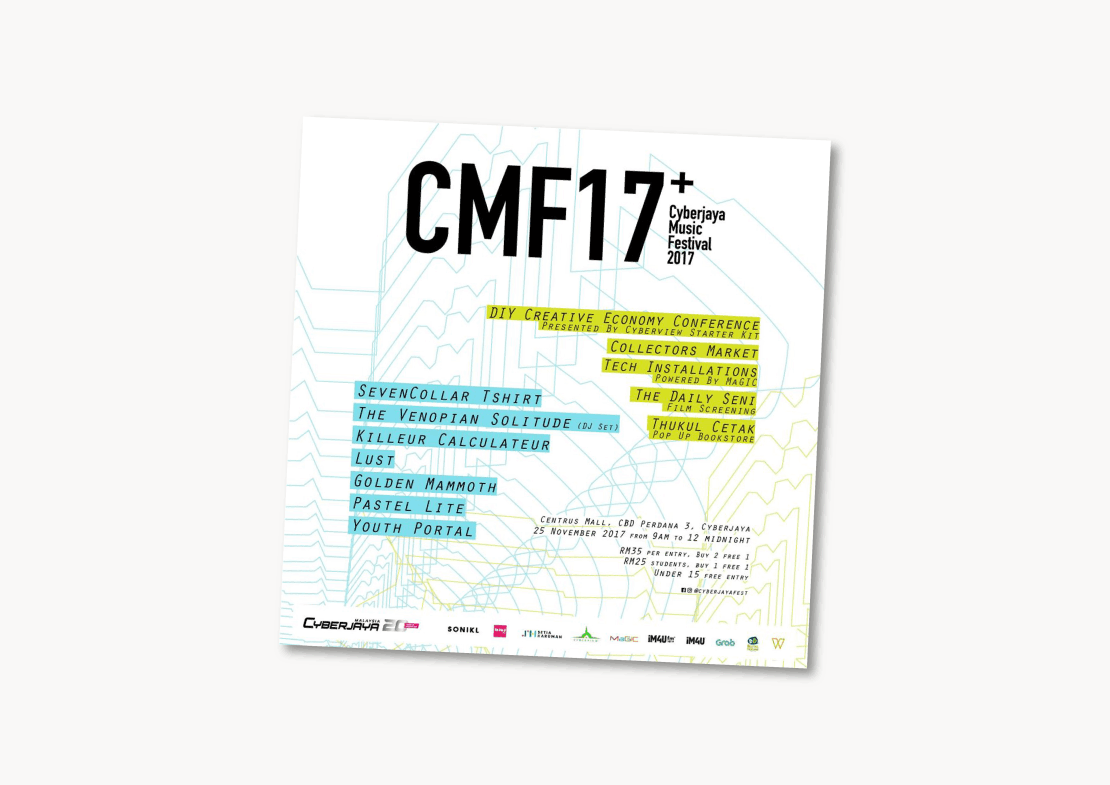 CMF17+
Cyberjaya
Music
Festival
2017
DIY Creative Economy Conference
Presented By Cyberview Starter Kit
Collectors Market
Tech Installations
Powered By MaGIC
The Daily Seni
Film Screening
Thukul Cetak
Pop Up Bookstore
SevenCollar Tshirt
The Venopian Solitude (DJ Set)
Killeur Calculateur
Lust
Golden Mammoth
Pastel Lite
Youth Portal
Centrus Mall, CBD Perdana 3, Cyberjaya
25 November 2017 from 9AM to 12 midnight
RM35 per entry. Buy 2 free 1
RM25 students. buy 1 free 1
Under 15 free entry
@cyberjayafest
MALAYSIA
CYBERJAYA 20
SONIKL
SETIA
HARUMAN
CYBERVIEW
MaGIC
iM4U
iM4U
Grab